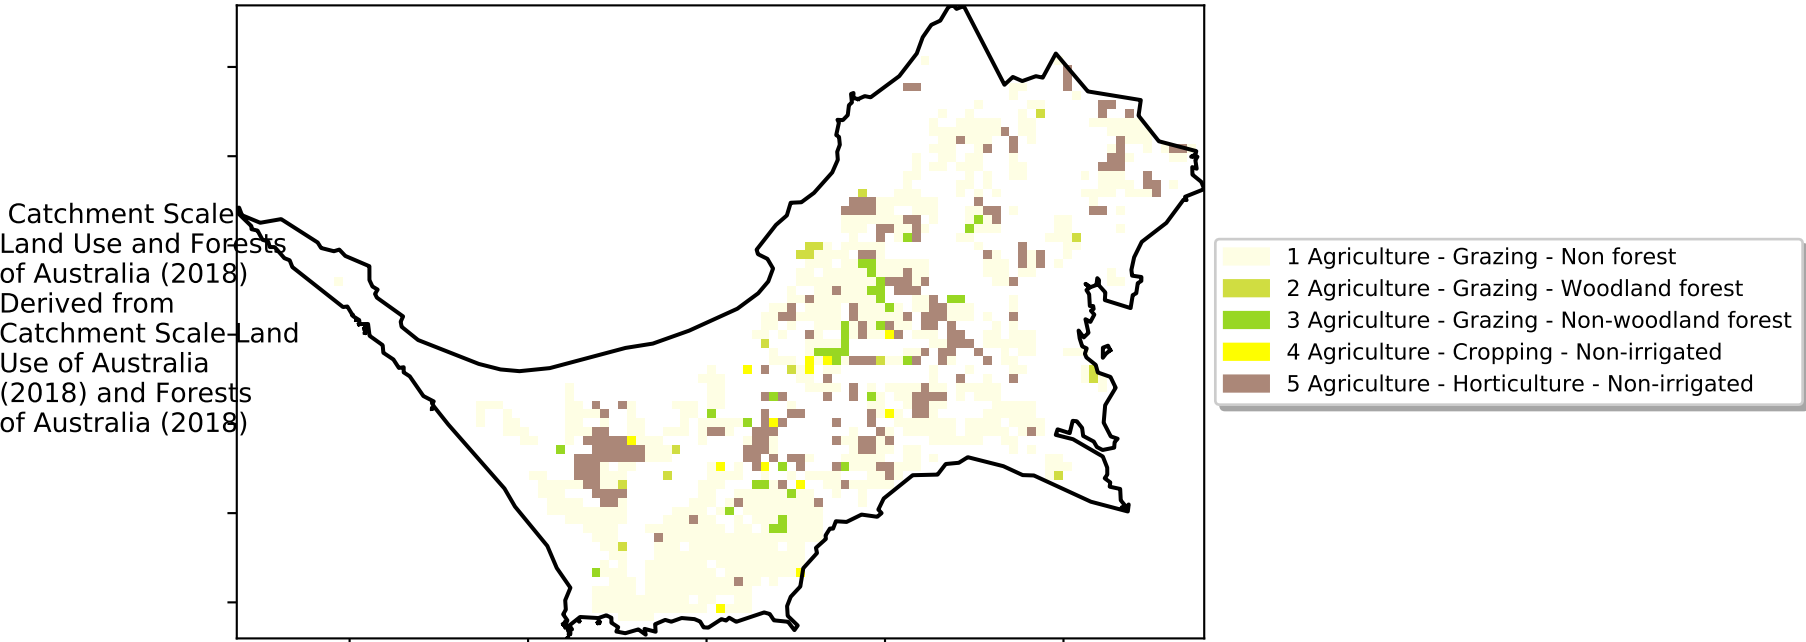 Catchment Scale
Land Use and Forests
of Australia (2018)
Derived from
Catchment Scale Land
Use of Australia
(2018) and Forests
of Australia (2018)
1 Agriculture - Grazing - Non forest
2 Agriculture - Grazing - Woodland forest
3 Agriculture - Grazing - Non-woodland forest
4 Agriculture - Cropping - Non-irrigated
5 Agriculture - Horticulture - Non-irrigated